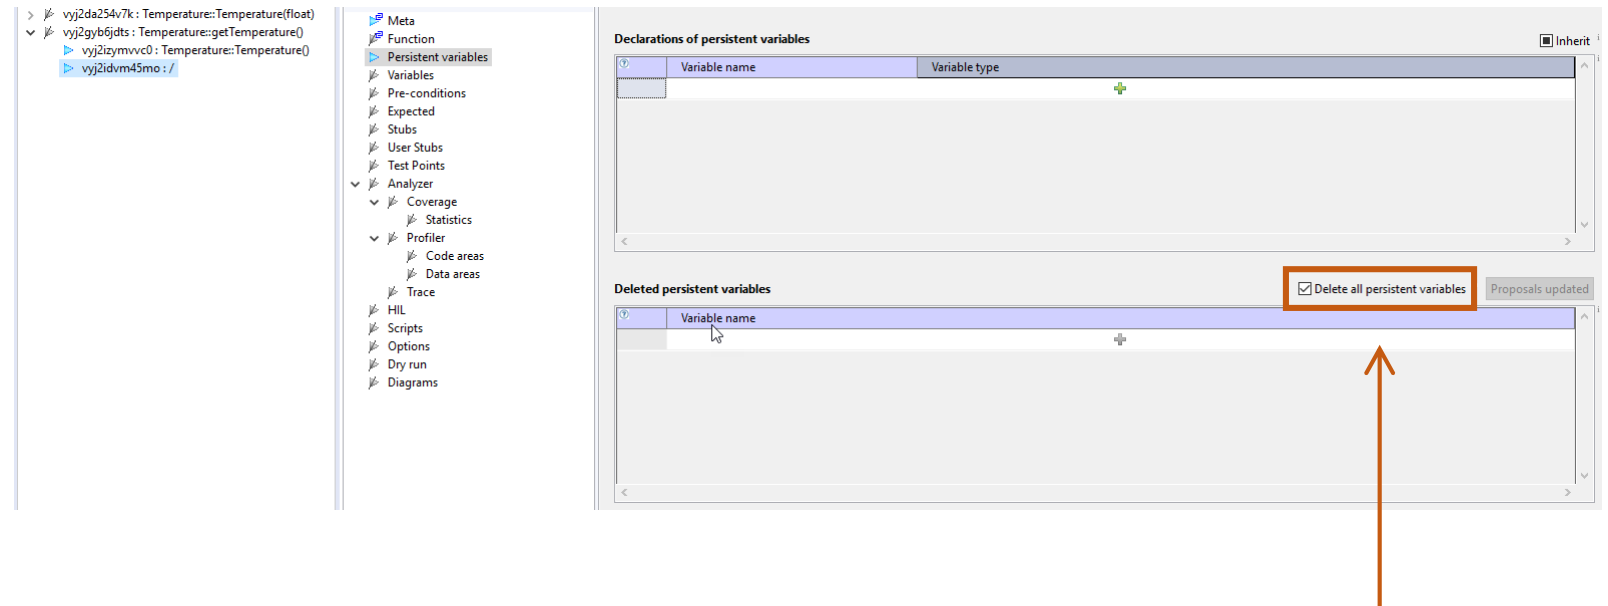 vyj2da254v7k : Temperature::Temperature(float)
vyj2gyb6jdts : Temperature::getTemperature()
vyj2izymvvc0 : Temperature::Temperature()
vyj2idvm45mo : /
Meta
Function
Persistent variables
Variables
Pre-conditions
Expected
Stubs
User Stubs
Test Points
Analyzer
Coverage
Statistics
Profiler
Code areas
Data areas
Trace
HIL
Scripts
Options
Dry run
Diagrams
Declarations of persistent variables
Inherit
Variable name Variable type
Deleted persistent variables
Delete all persistent variables
Proposals updated
Variable name